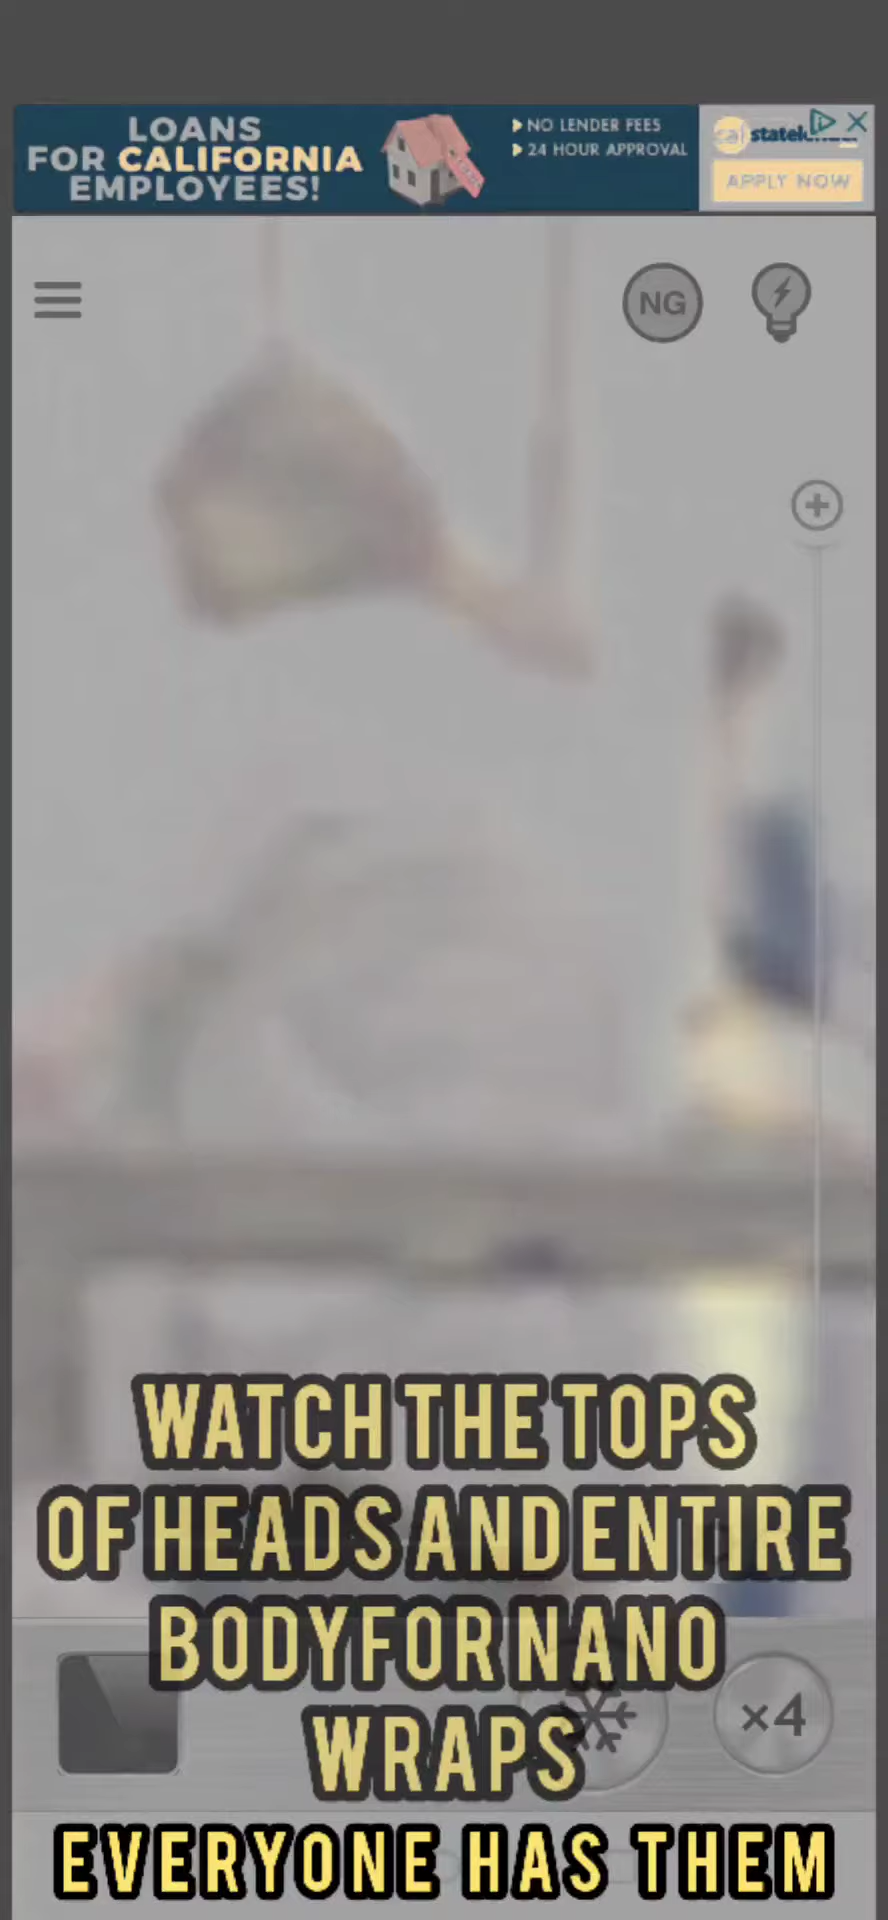 LOANS
FOR CALIFORNIA
EMPLOYEES!
NO LENDER FEES
24 HOUR APPROVAL
cal
APPLY NOW
NG
WATCH THE TOPS
OF HEADS AND ENTIRE
BODY FOR NANO
WRAPS
×4
EVERYONE HAS THEM